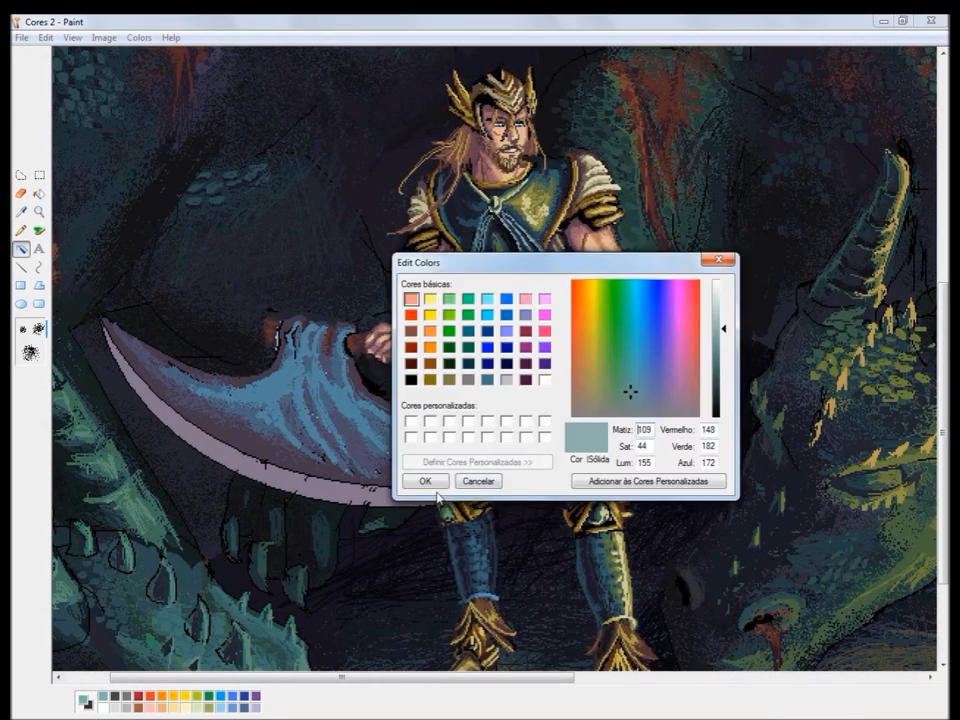 Cores 2 - Paint
File Edit View Image Colors Help
Edit Colors
Cores básicas:
Cores personalizadas:
Definir Cores Personalizadas >>
OK Cancelar
Cor |Sólida
Matiz: 109 Vermelho: 148
Sat: 44 Verde: 182
Lum: 155 Azul: 172
Adicionar às Cores Personalizadas